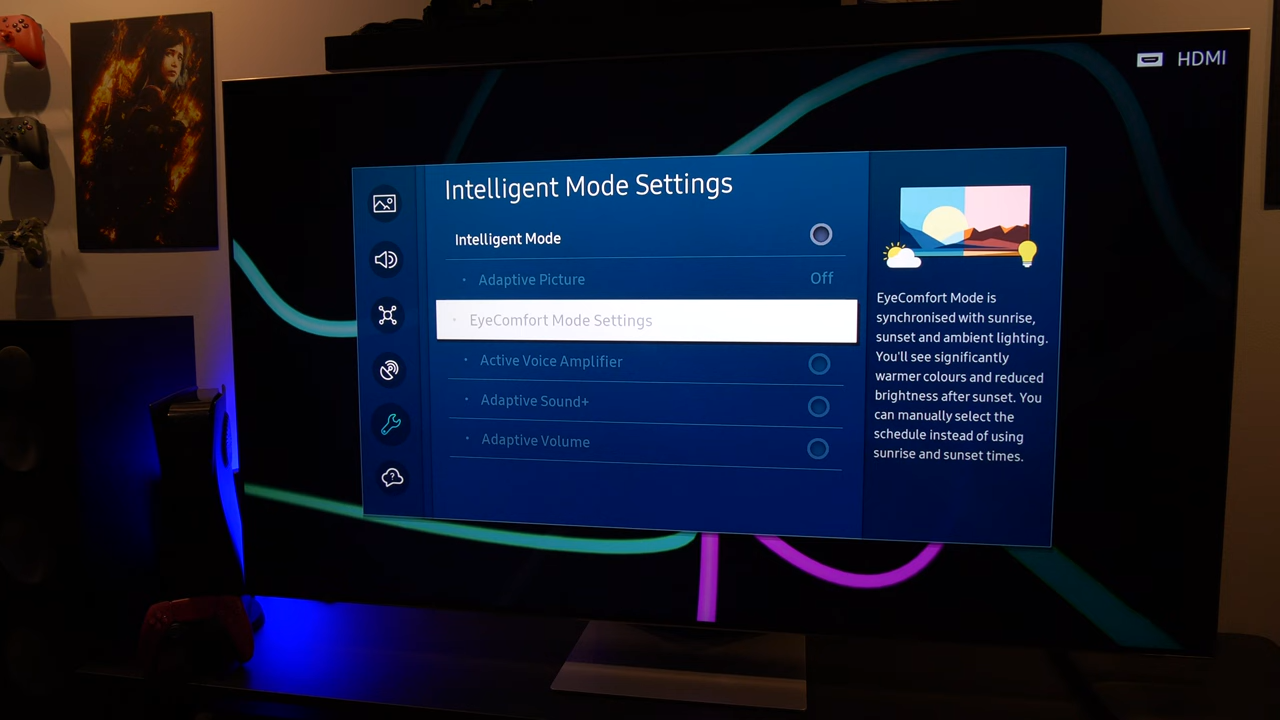 HDMI
Intelligent Mode Settings
Intelligent Mode
Adaptive Picture Off
EyeComfort Mode Settings
Active Voice Amplifier
Adaptive Sound+
Adaptive Volume
EyeComfort Mode is
synchronised with sunrise,
sunset and ambient lighting.
You'll see significantly
warmer colours and reduced
brightness after sunset. You
can manually select the
schedule instead of using
sunrise and sunset times.